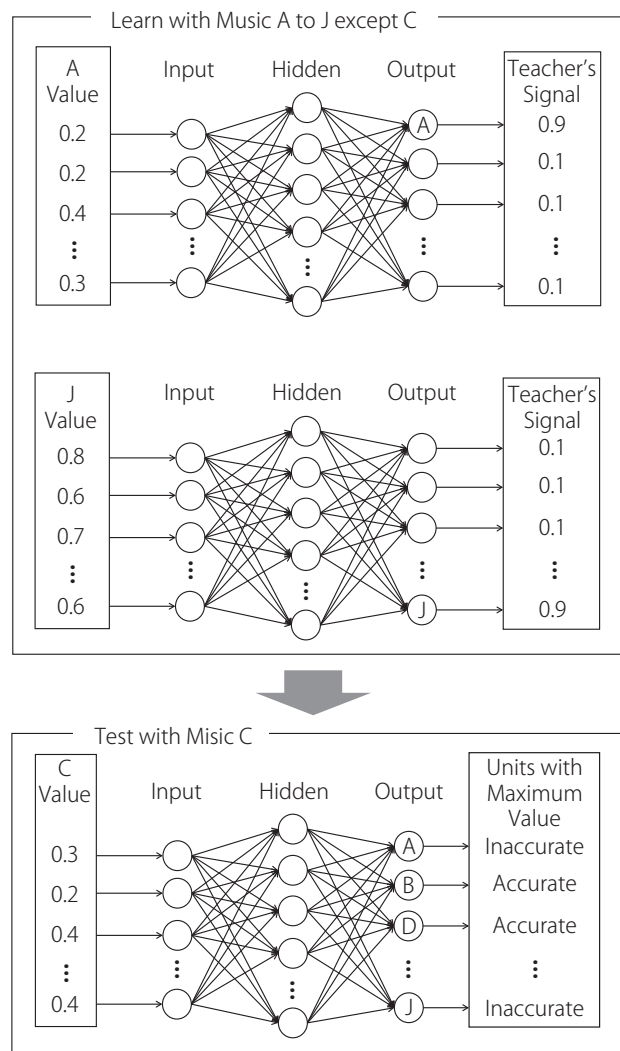 Learn with Music A to J except C
A
Value
Input
Hidden
Output
Teacher's
Signal
0.2
A
0.9
0.2
0.1
0.4
0.1
0.3
0.1
J
Value
Input
Hidden
Output
Teacher's
Signal
0.8
0.1
0.6
0.1
0.7
0.1
0.6
J
0.9
Test with Misic C
C
Value
Input
Hidden
Output
Units with
Maximum
Value
0.3
A
Inaccurate
0.2
B
Accurate
0.4
D
Accurate
0.4
J
Inaccurate